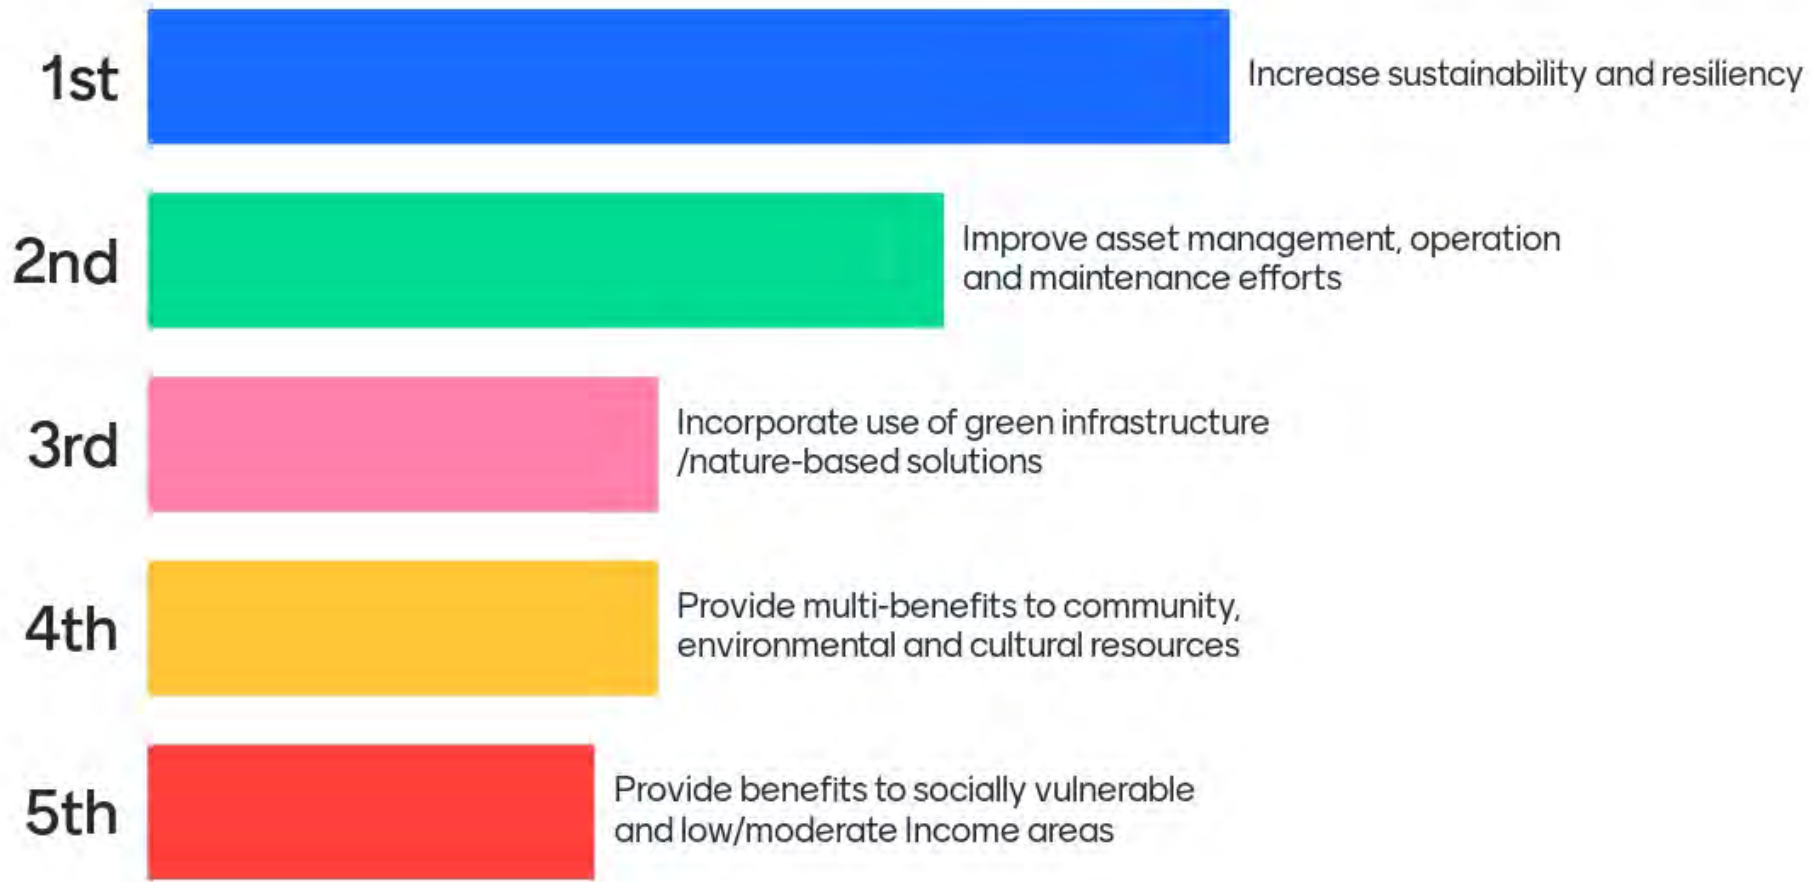 1st
Increase sustainability and resiliency
2nd
Improve asset management, operation
and maintenance efforts
3rd
Incorporate use of green infrastructure
/nature-based solutions
4th
Provide multi-benefits to community,
environmental and cultural resources
5th
Provide benefits to socially vulnerable
and low/moderate Income areas